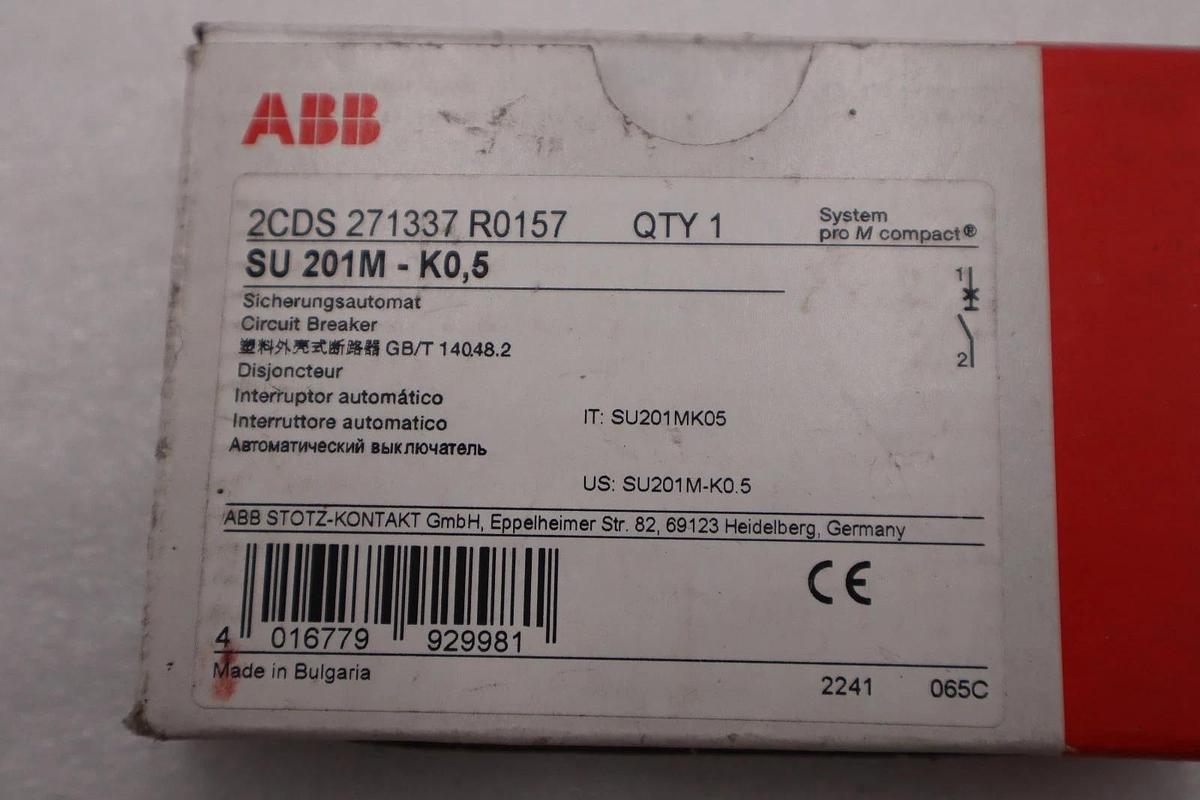 ABB
2CDS 271337 R0157 QTY 1 System
pro M compact®
SU 201M - K0,5
1
2
Sicherungsautomat
Circuit Breaker
塑料外壳式断路器 GB/T 14048.2
Disjoncteur
Interruptor automático
Interruttore automatico IT: SU201MK05
Автоматический выключатель
US: SU201M-K0.5
ABB STOTZ-KONTAKT GmbH, Eppelheimer Str. 82, 69123 Heidelberg, Germany
CE
4 016779 929981
Made in Bulgaria
2241 065C